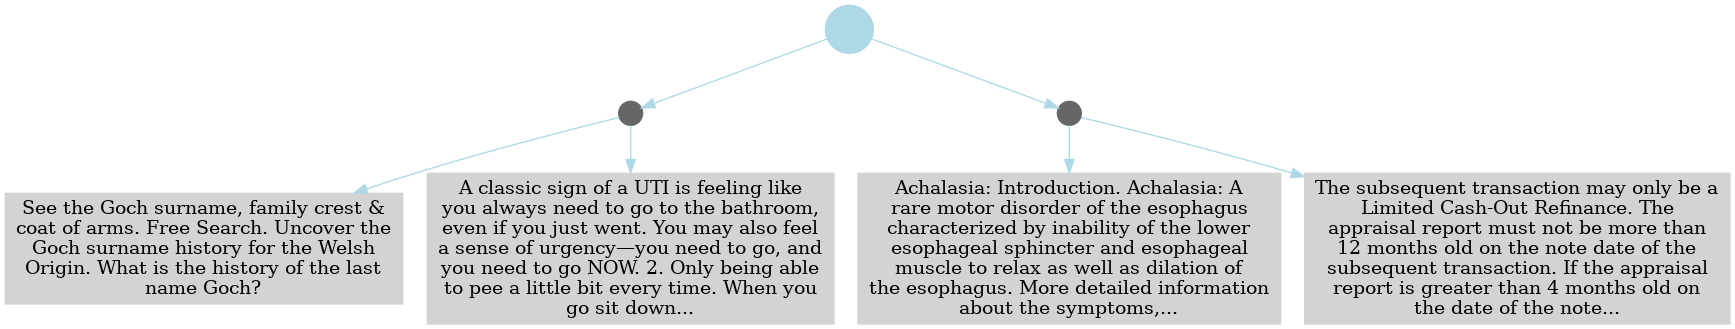 See the Goch surname, family crest &
coat of arms. Free Search. Uncover the
Goch surname history for the Welsh
Origin. What is the history of the last
name Goch?
A classic sign of a UTI is feeling like
you always need to go to the bathroom,
even if you just went. You may also feel
a sense of urgency—you need to go, and
you need to go NOW. 2. Only being able
to pee a little bit every time. When you
go sit down...
Achalasia: Introduction. Achalasia: A
rare motor disorder of the esophagus
characterized by inability of the lower
esophageal sphincter and esophageal
muscle to relax as well as dilation of
the esophagus. More detailed information
about the symptoms,...
The subsequent transaction may only be a
Limited Cash-Out Refinance. The
appraisal report must not be more than
12 months old on the note date of the
subsequent transaction. If the appraisal
report is greater than 4 months old on
the date of the note...